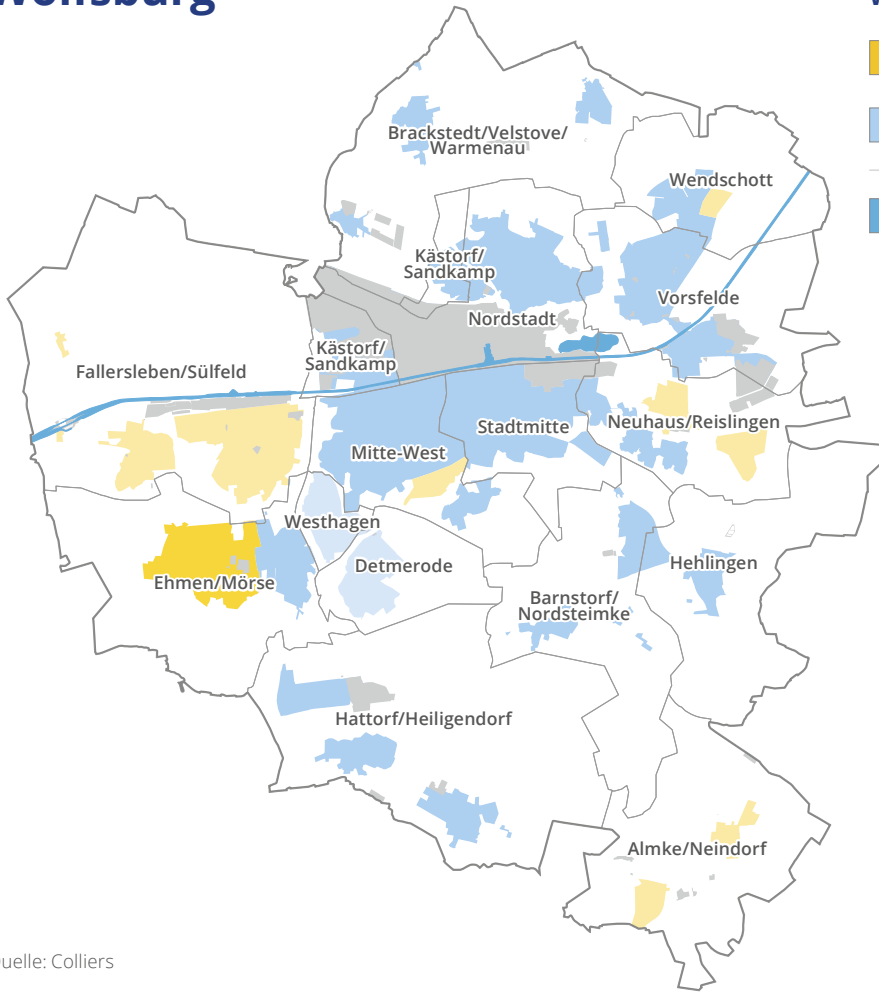 Wolfsburg
Brackstedt/Velstove/
Warmenau
Wendschott
Kästorf/
Sandkamp
Vorsfelde
Nordstadt
Kästorf/
Sandkamp
Fallersleben/Sülfeld
Neuhaus/Reislingen
Stadtmitte
Mitte-West
Westhagen
Detmerode
Hehlingen
Ehmen/Mörse
Barnstorf/
Nordsteimke
Hattorf/Heiligendorf
Almke/Neindorf
uelle: Colliers